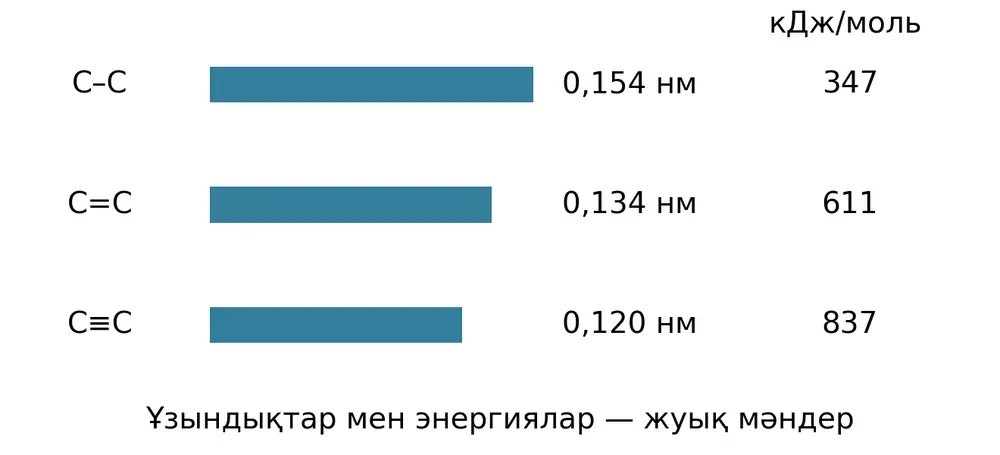 кДж/моль
C–C 0,154 нм 347
C=C 0,134 нм 611
C≡C 0,120 нм 837
Ұзындықтар мен энергиялар — жуық мәндер